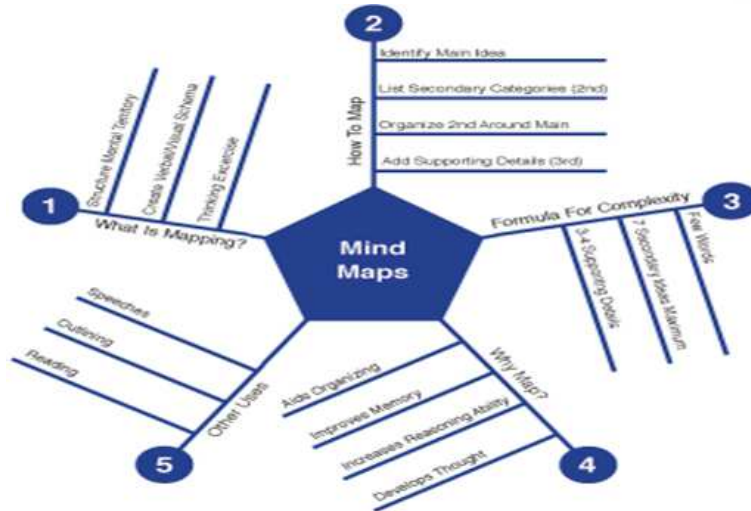 Mind
Maps
1
What Is Mapping?
Structure Mental Territory
Create Verbal/Visual Schema
Thinking Excercise
2
How To Map
Identify Main Idea
List Secondary Categories (2nd)
Organize 2nd Around Main
Add Supporting Details (3rd)
3
Formula For Complexity
3-4 Supporting Details
7 Secondary Ideas Maximum
Few Words
4
Why Map?
Aids Organizing
Improves Memory
Increases Reasoning Ability
Develops Thought
5
Other Uses
Speeches
Outlining
Reading